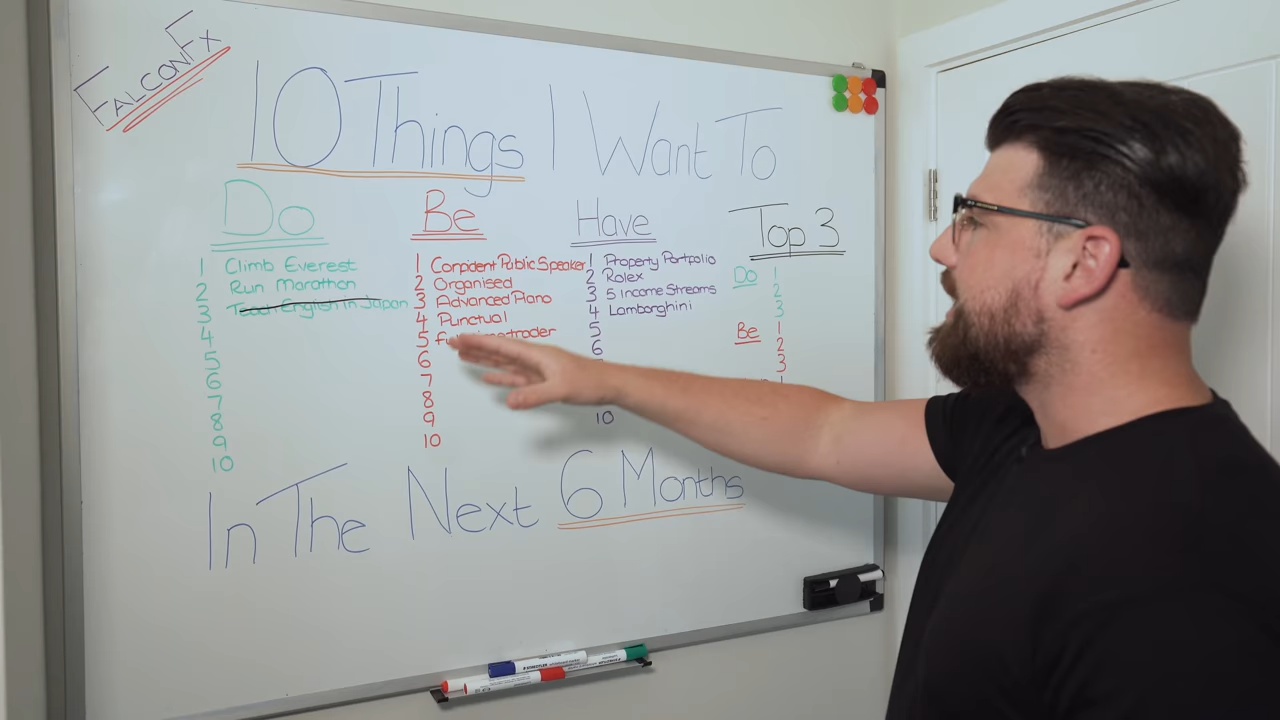 FALCONFX
10 Things I Want To
Do
1 Climb Everest
2 Run Marathon
3 Teach English in Japan
4
5
6
7
8
9
10
Be
1 Confident Public Speaker
2 Organised
3 Advanced Piano
4 Punctual
5 trader
6
7
8
9
10
Have
1 Property Portfolio
2 Rolex
3 5 Income Streams
4 Lamborghini
5
6
10
Top 3
Do
1
2
3
Be
1
2
3
In The Next 6 Months
STAEDTLER